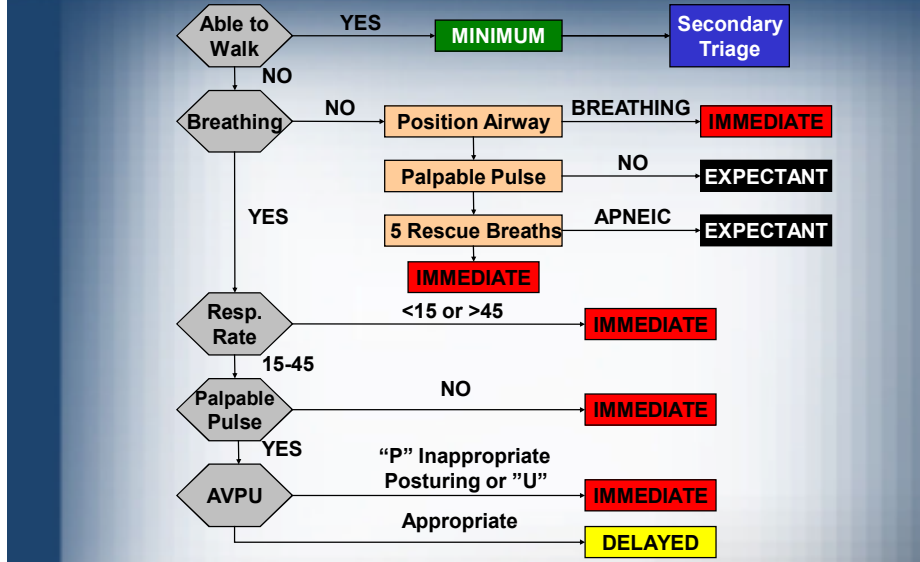 Able to
Walk
YES
MINIMUM
Secondary
Triage
NO
Breathing
NO
Position Airway
BREATHING
IMMEDIATE
Palpable Pulse
NO
EXPECTANT
YES
5 Rescue Breaths
APNEIC
EXPECTANT
IMMEDIATE
Resp.
Rate
<15 or >45
IMMEDIATE
15-45
Palpable
Pulse
NO
IMMEDIATE
YES
AVPU
“P” Inappropriate
Posturing or ”U”
IMMEDIATE
Appropriate
DELAYED